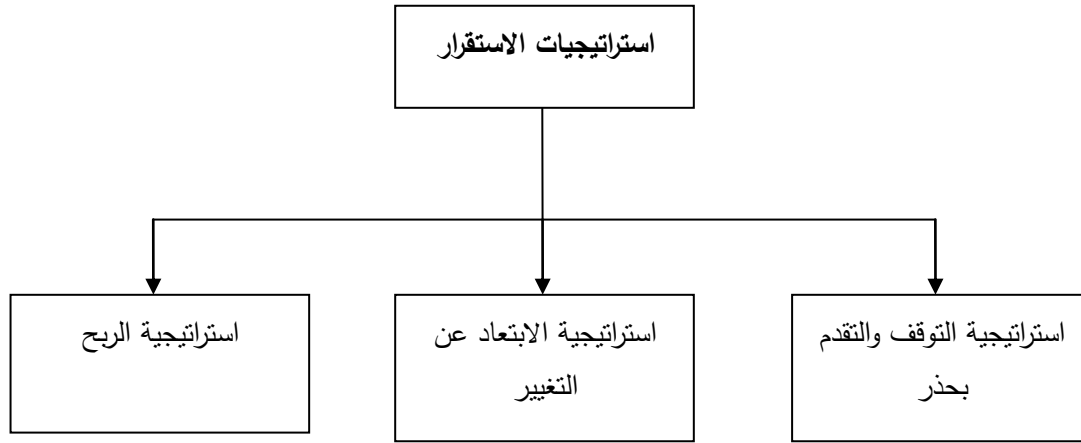 استراتيجيات الاستقرار
استراتيجية التوقف والتقدم
بحذر
استراتيجية الابتعاد عن
التغيير
استراتيجية الربح